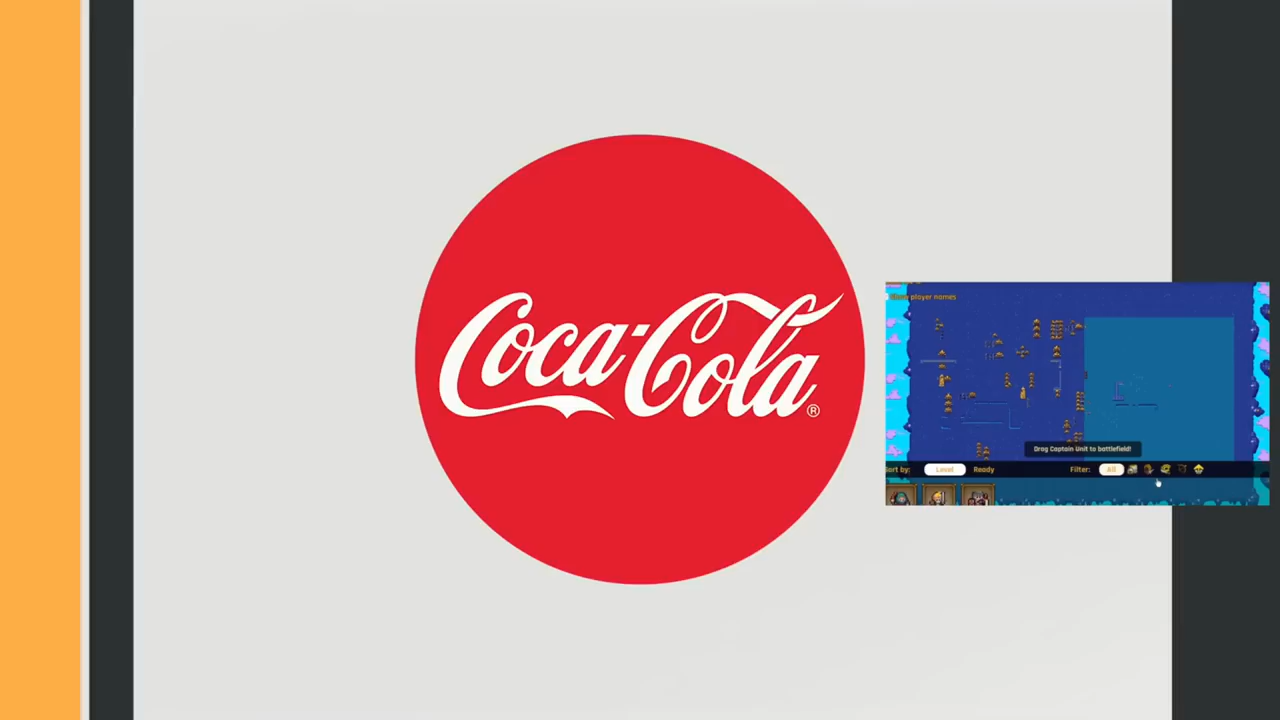 Coca-Cola®
player names
Drag Captain Unit to battlefield!
Sort by: Level Ready Filter: All